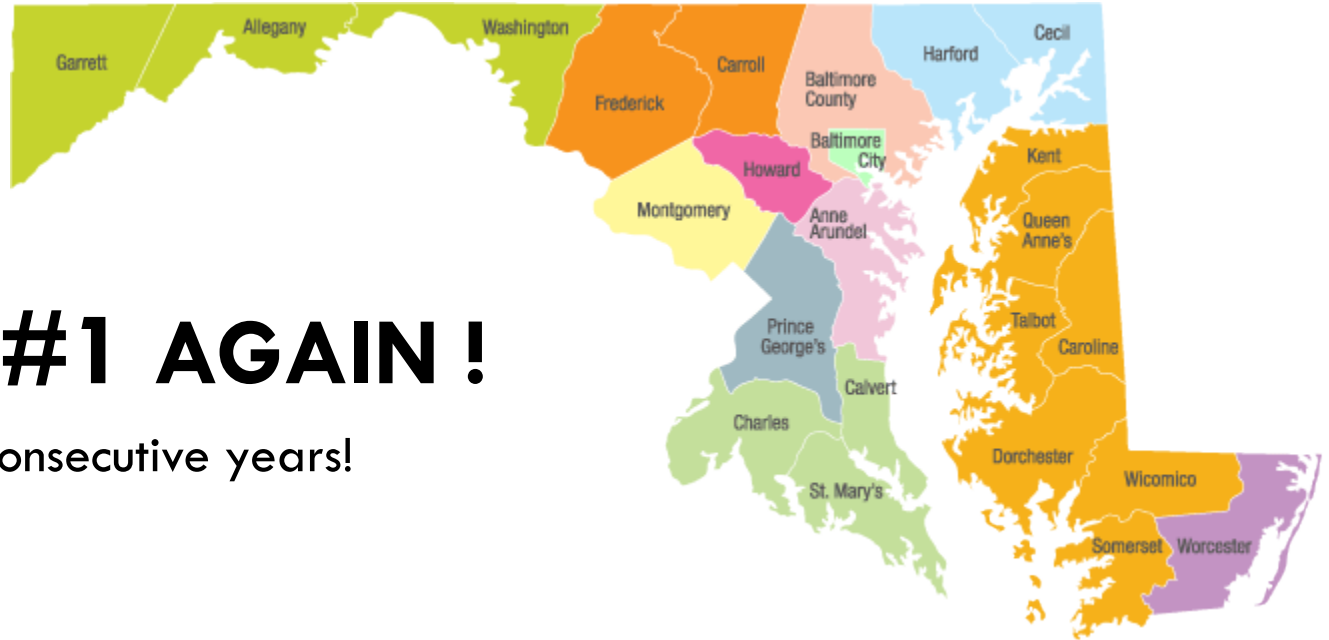 Garrett
Allegany
Washington
Frederick
Carroll
Baltimore
County
Harford
Cecil
Baltimore
City
Howard
Montgomery
Anne
Arundel
Kent
Queen
Anne's
Talbot
Caroline
Prince
George's
Calvert
Charles
St. Mary's
Dorchester
Wicomico
Somerset
Worcester
#1 AGAIN !
onsecutive years!